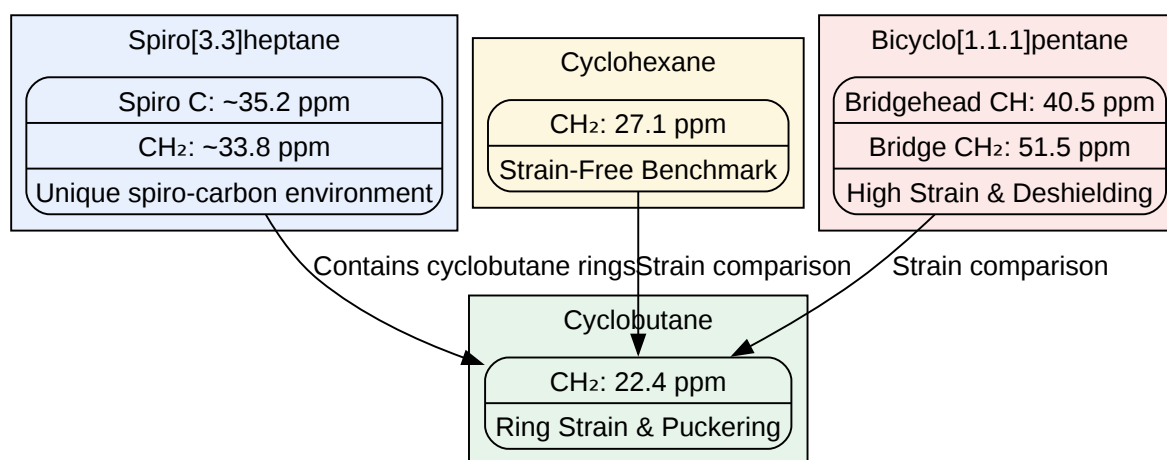 Spiro[3.3]heptane
Spiro C: ~35.2 ppm
CH₂: ~33.8 ppm
Unique spiro-carbon environment
Cyclohexane
CH₂: 27.1 ppm
Strain-Free Benchmark
Bicyclo[1.1.1]pentane
Bridgehead CH: 40.5 ppm
Bridge CH₂: 51.5 ppm
High Strain & Deshielding
Contains cyclobutane rings
Strain comparison
Strain comparison
Cyclobutane
CH₂: 22.4 ppm
Ring Strain & Puckering